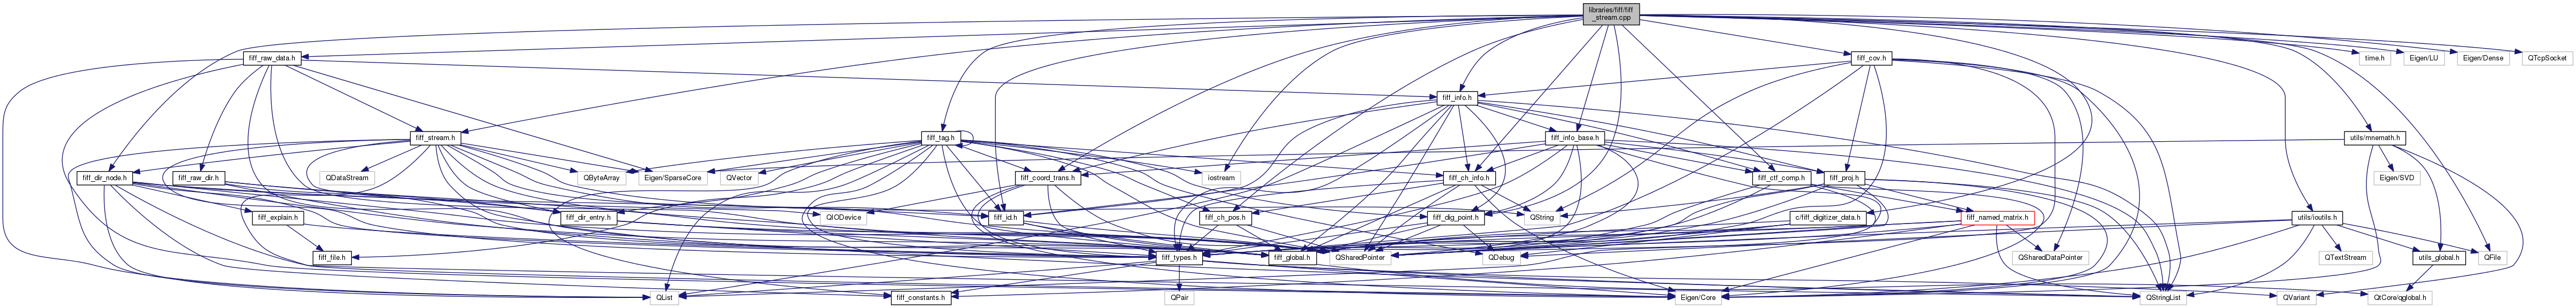 libraries/fiff/fiff
_stream.cpp
fiff_raw_data.h
fiff_cov.h
time.h
Eigen/LU
Eigen/Dense
QTcpSocket
fiff_info.h
fiff_stream.h
fiff_tag.h
fiff_info_base.h
utils/mnemath.h
fiff_dir_node.h
fiff_raw_dir.h
QDataStream
QByteArray
Eigen/SparseCore
QVector
fiff_coord_trans.h
iostream
fiff_ch_info.h
fiff_ctf_comp.h
fiff_proj.h
Eigen/SVD
fiff_explain.h
fiff_dir_entry.h
QIODevice
fiff_id.h
fiff_ch_pos.h
QString
fiff_dig_point.h
c/fiff_digitizer_data.h
fiff_named_matrix.h
utils/ioutils.h
fiff_file.h
fiff_types.h
fiff_global.h
QSharedPointer
QDebug
QSharedDataPointer
QTextStream
utils_global.h
QFile
QList
fiff_constants.h
QPair
Eigen/Core
QStringList
QVariant
QtCore/qglobal.h